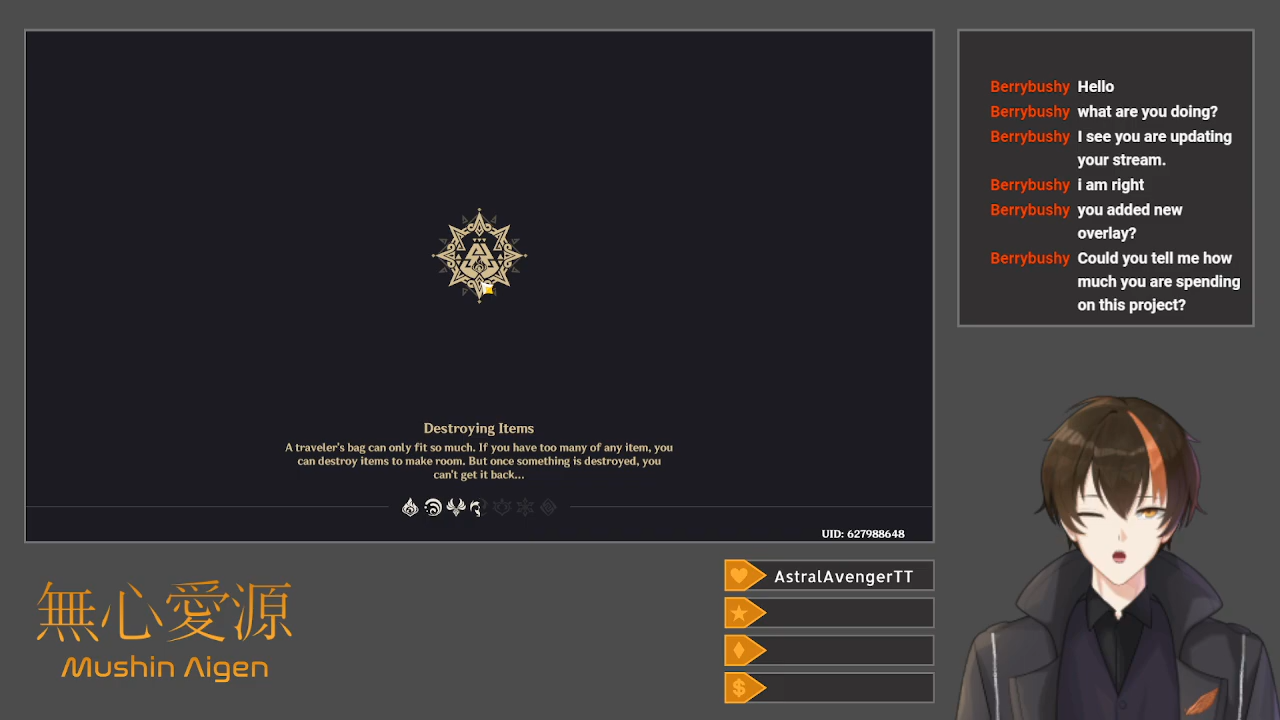 Berrybushy Hello
Berrybushy what are you doing?
Berrybushy I see you are updating
your stream.
Berrybushy i am right
Berrybushy you added new
overlay?
Berrybushy Could you tell me how
much you are spending
on this project?
Destroying Items
A traveler's bag can only fit so much. If you have too many of any item, you
can destroy items to make room. But once something is destroyed, you
can't get it back...
UID: 627988648
AstralAvengerTT
無心愛源
Mushin Aigen